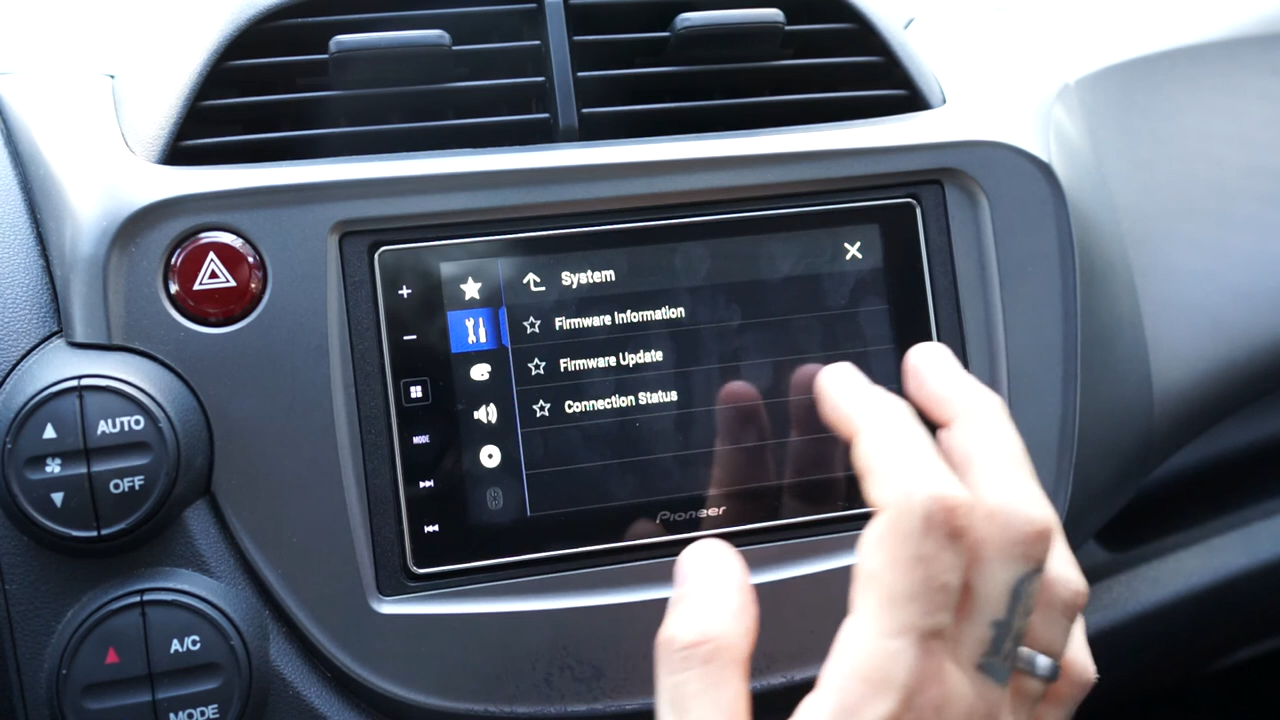 System
Firmware Information
Firmware Update
Connection Status
MODE
Pioneer
AUTO
OFF
A/C
MODE